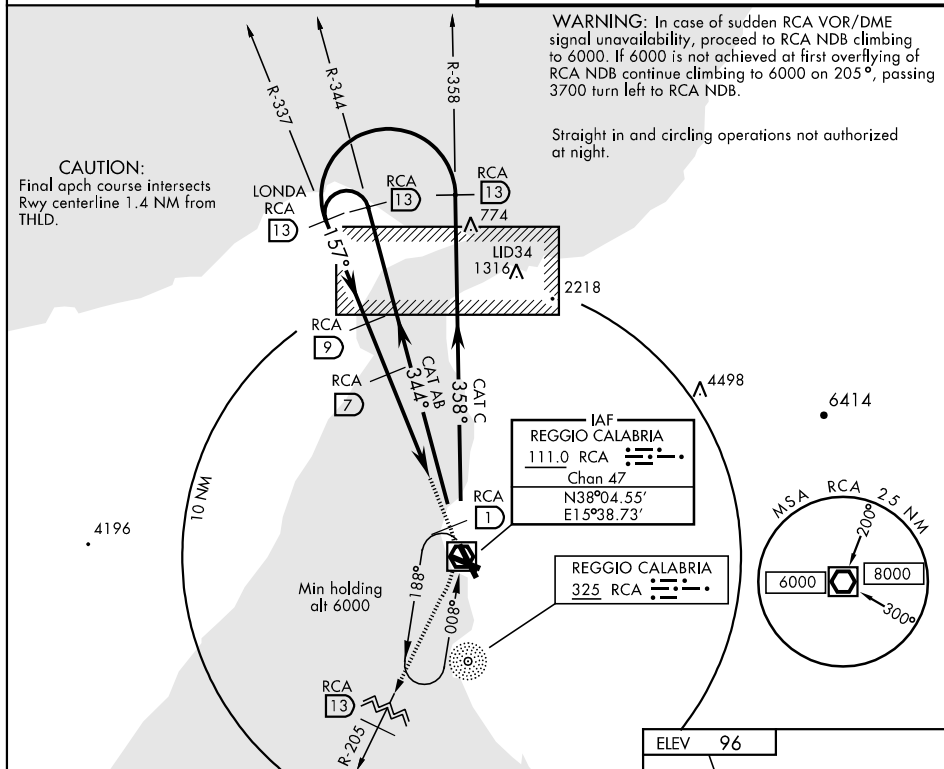 WARNING: In case of sudden RCA VOR/DME
signal unavailability, proceed to RCA NDB climbing
to 6000. If 6000 is not achieved at first overflying of
RCA NDB continue climbing to 6000 on 205°, passing
3700 turn left to RCA NDB.
Straight in and circling operations not authorized
at night.
R-337
R-344
R-358
CAUTION:
Final apch course intersects
Rwy centerline 1.4 NM from
THLD.
LONDA
RCA
13
RCA
13
RCA
13
774
LID34
1316
2218
157°
RCA
9
RCA
7
CAT AB
344°
CAT C
358°
4498
6414
IAF
REGGIO CALABRIA
111.0 RCA
Chan 47
N38°04.55'
E15°38.73'
10 NM
4196
RCA
1
Min holding
alt 6000
188°
008°
REGGIO CALABRIA
325 RCA
MSA RCA 25 NM
200°
6000
8000
300°
RCA
13
R-205
ELEV 96